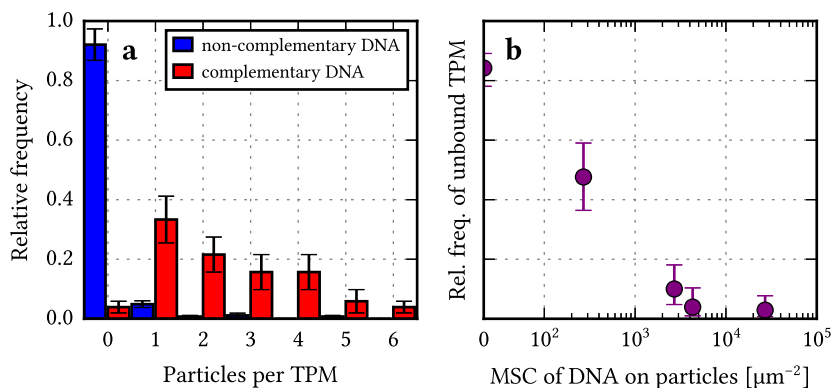 1.0
0.8
0.6
0.4
0.2
0.0
Relative frequency
a
non-complementary DNA
complementary DNA
0 1 2 3 4 5 6
Particles per TPM
Rel. freq. of unbound TPM
b
0 10² 10³ 10⁴ 10⁵
MSC of DNA on particles [µm⁻²]